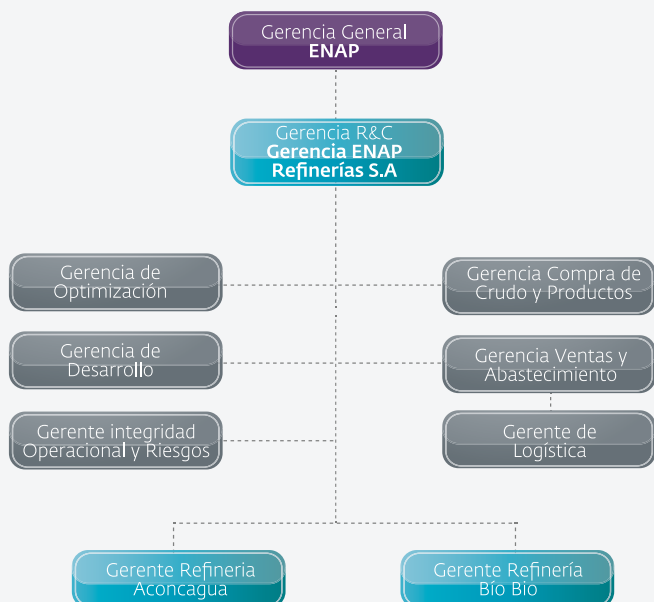 Gerencia General
ENAP
Gerencia R&C
Gerencia ENAP
Refinerías S.A
Gerencia de
Optimización
Gerencia Compra de
Crudo y Productos
Gerencia de
Desarrollo
Gerencia Ventas y
Abastecimiento
Gerente integridad
Operacional y Riesgos
Gerente de
Logística
Gerente Refineria
Aconcagua
Gerente Refinería
Bío Bio